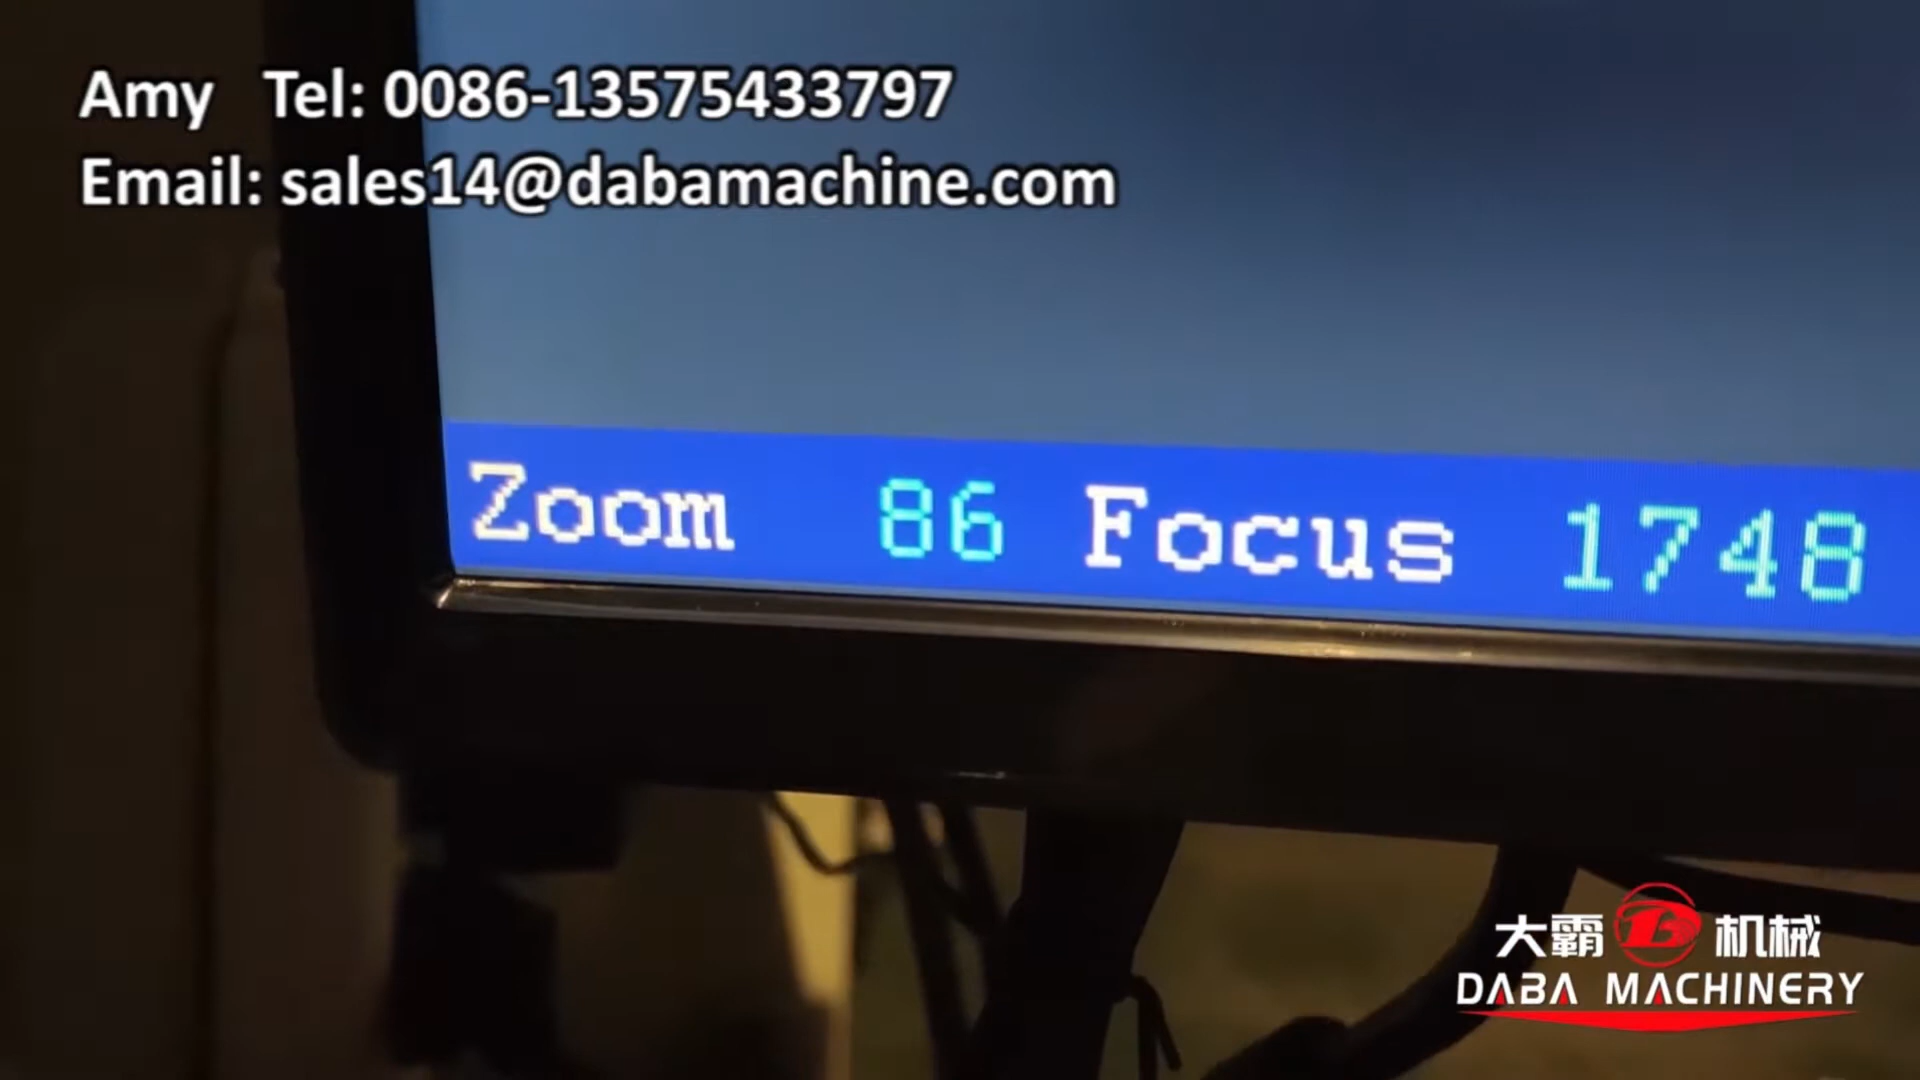 Amy Tel: 0086-13575433797
Email: sales14@dabamachine.com
Zoom 86 Focus 1748
大霸 B 机械
DABA MACHINERY